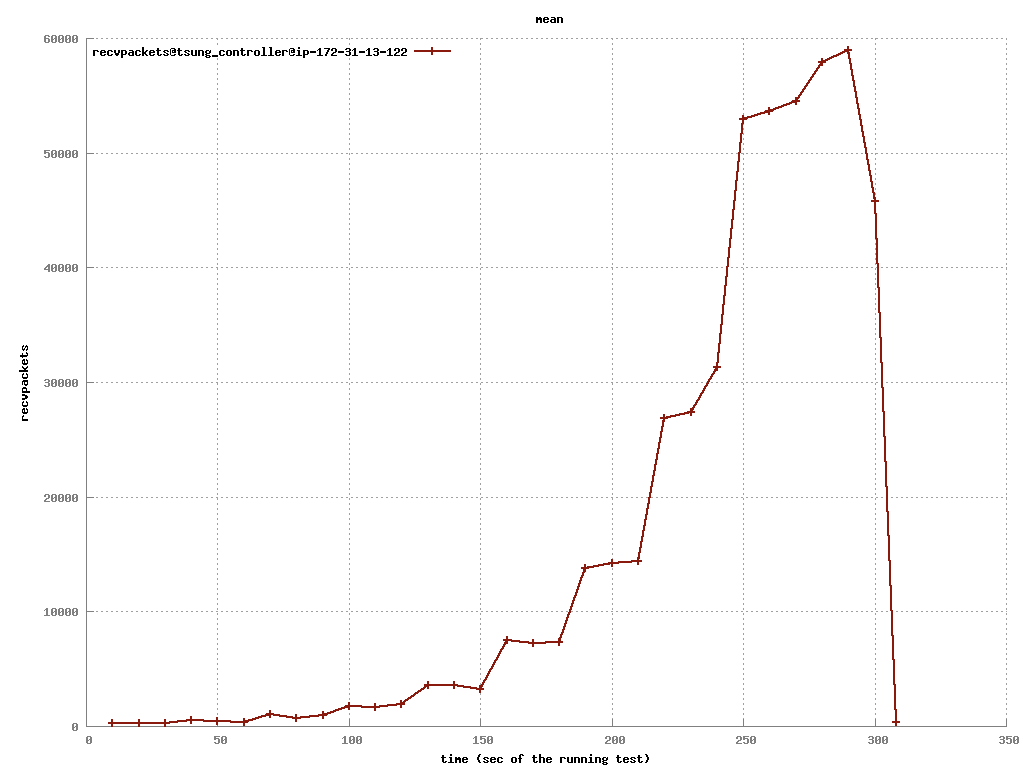 mean
recvpackets@tsung_controller@ip-172-31-13-122
60000
50000
40000
30000
20000
10000
0
recvpackets
0 50 100 150 200 250 300 350
time (sec of the running test)